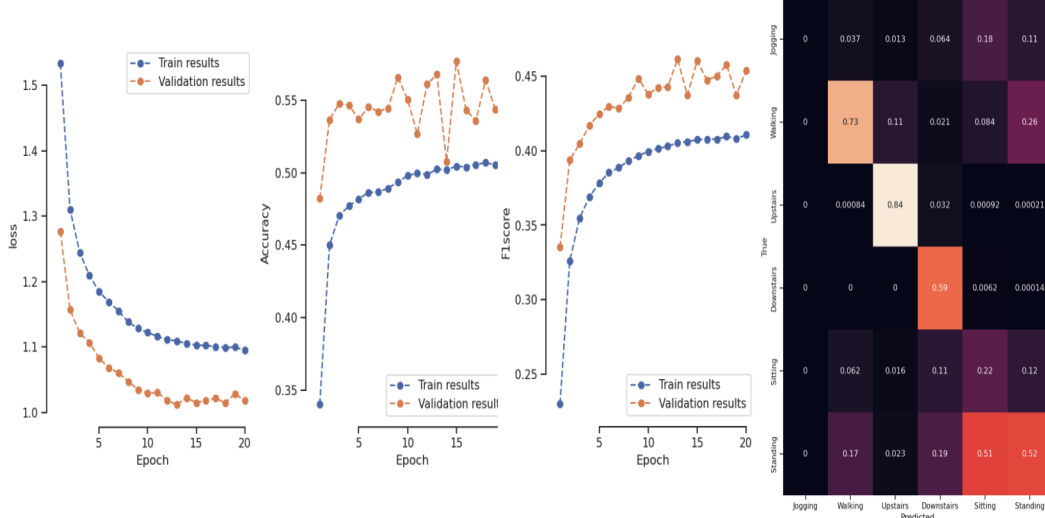 Train results
Validation results
1.5
1.4
1.3
1.2
1.1
1.0
loss
5 10 15 20
Epoch
0.55
0.50
0.45
0.40
0.35
Accuracy
Train results
Validation result
5 10 15
Epoch
0.45
0.40
0.35
0.30
0.25
F1score
Train results
Validation results
5 10 15 20
Epoch
Jogging 0 0.037 0.013 0.064 0.18 0.11
Walking 0 0.73 0.11 0.021 0.084 0.26
Upstairs 0 0.00084 0.84 0.032 0.00092 0.00021
True
Downstairs 0 0 0 0.59 0.0062 0.00014
Sitting 0 0.062 0.016 0.11 0.22 0.12
Standing 0 0.17 0.023 0.19 0.51 0.52
Jogging Walking Upstairs Downstairs Sitting Standing
Predicted